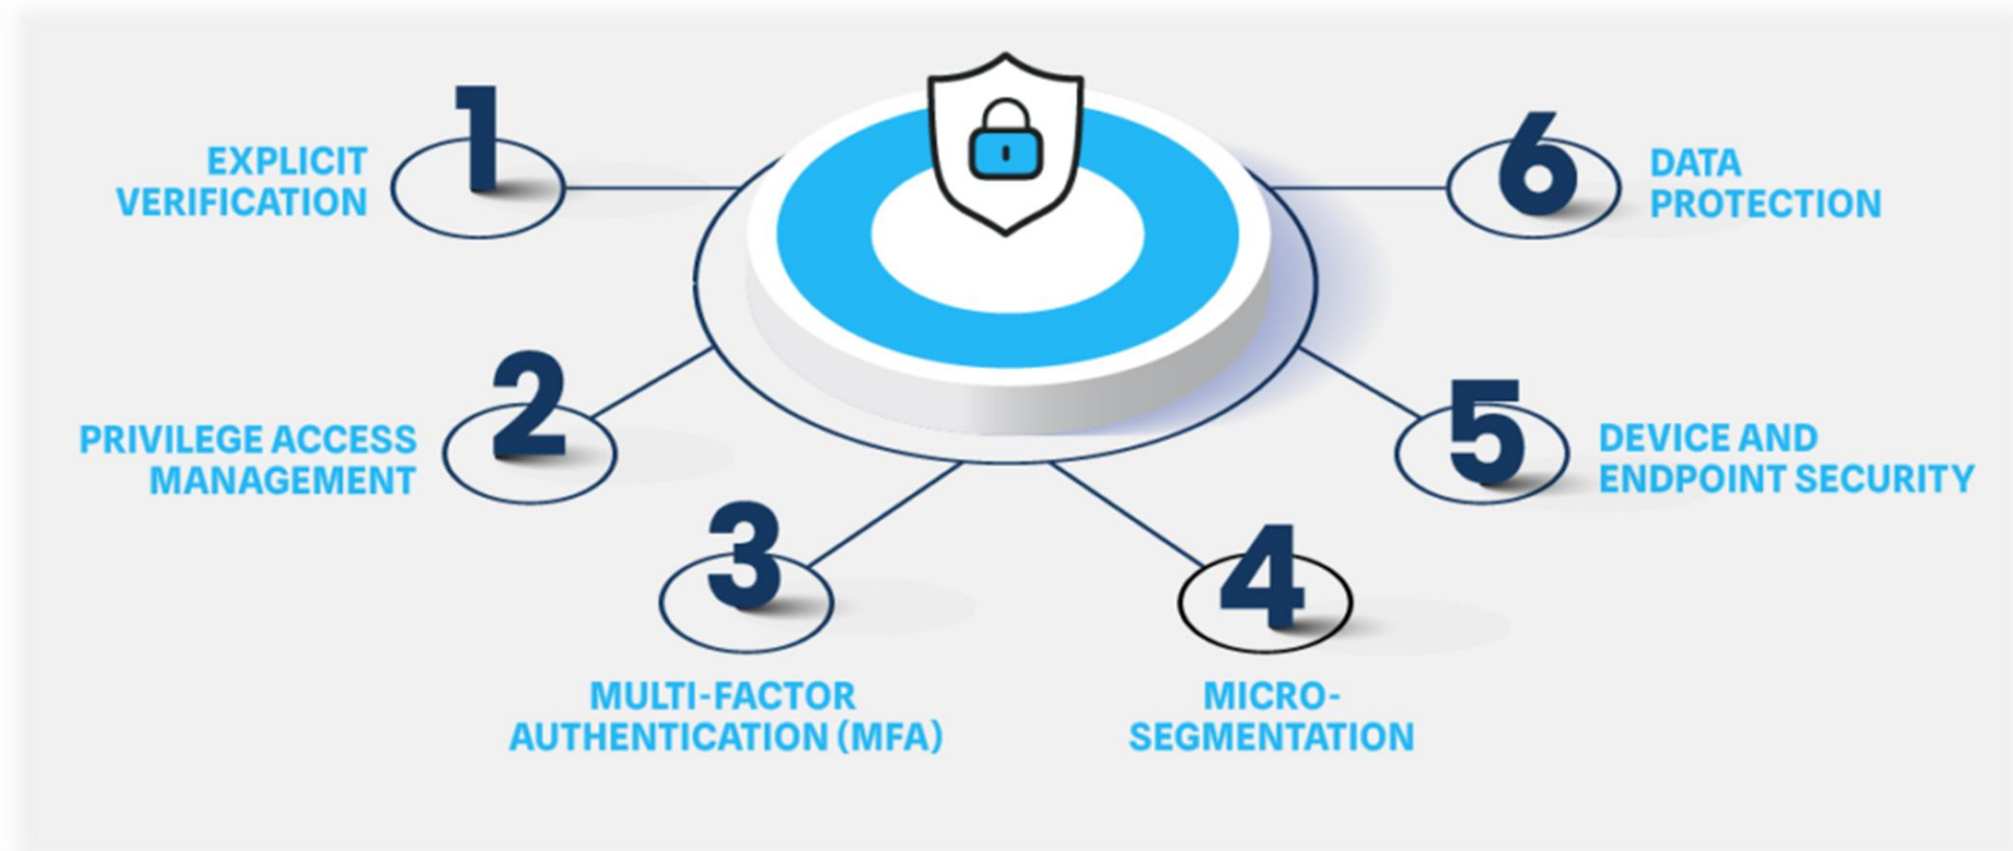 1
EXPLICIT
VERIFICATION
2
PRIVILEGE ACCESS
MANAGEMENT
3
MULTI-FACTOR
AUTHENTICATION (MFA)
4
MICRO-
SEGMENTATION
5
DEVICE AND
ENDPOINT SECURITY
6
DATA
PROTECTION